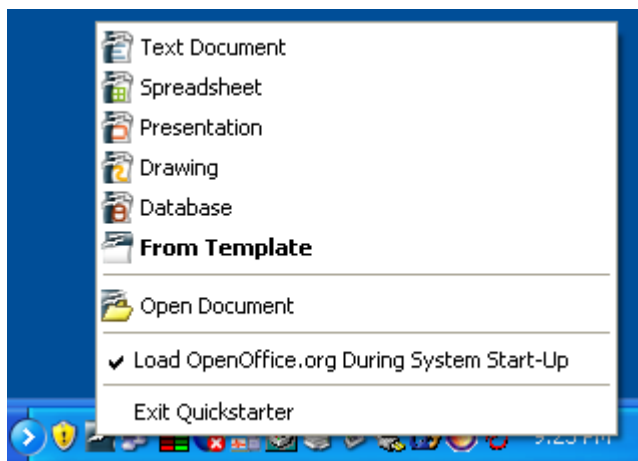 Text Document
Spreadsheet
Presentation
Drawing
Database
From Template
Open Document
Load OpenOffice.org During System Start-Up
Exit Quickstarter